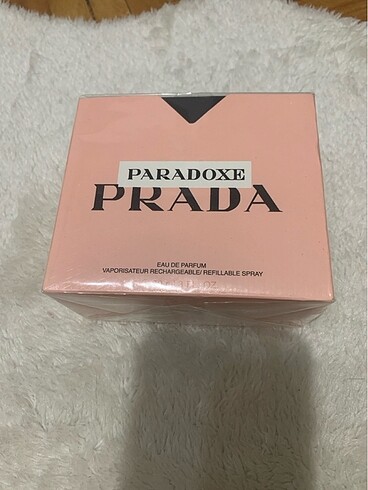 PARADOXE
PRADA
EAU DE PARFUM
VAPORISATEUR RECHARGEABLE/ REFILLABLE SPRAY